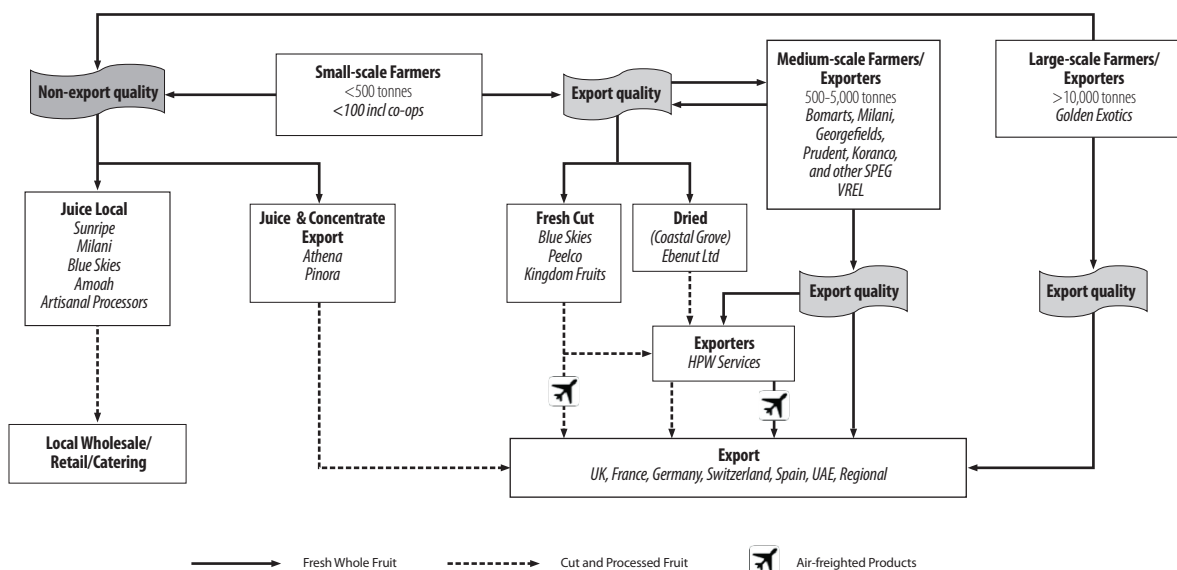 Non-export quality
Small-scale Farmers
<500 tonnes
<100 incl co-ops
Export quality
Medium-scale Farmers/
Exporters
500-5,000 tonnes
Bomarts, Milani,
Georgefields,
Prudent, Koranco,
and other SPEG
VREL
Large-scale Farmers/
Exporters
>10,000 tonnes
Golden Exotics
Juice Local
Sunripe
Milani
Blue Skies
Amoah
Artisanal Processors
Juice & Concentrate
Export
Athena
Pinora
Fresh Cut
Blue Skies
Peelco
Kingdom Fruits
Dried
(Coastal Grove)
Ebenut Ltd
Export quality
Export quality
Exporters
HPW Services
Local Wholesale/
Retail/Catering
Export
UK, France, Germany, Switzerland, Spain, UAE, Regional
Fresh Whole Fruit
Cut and Processed Fruit
Air-freighted Products